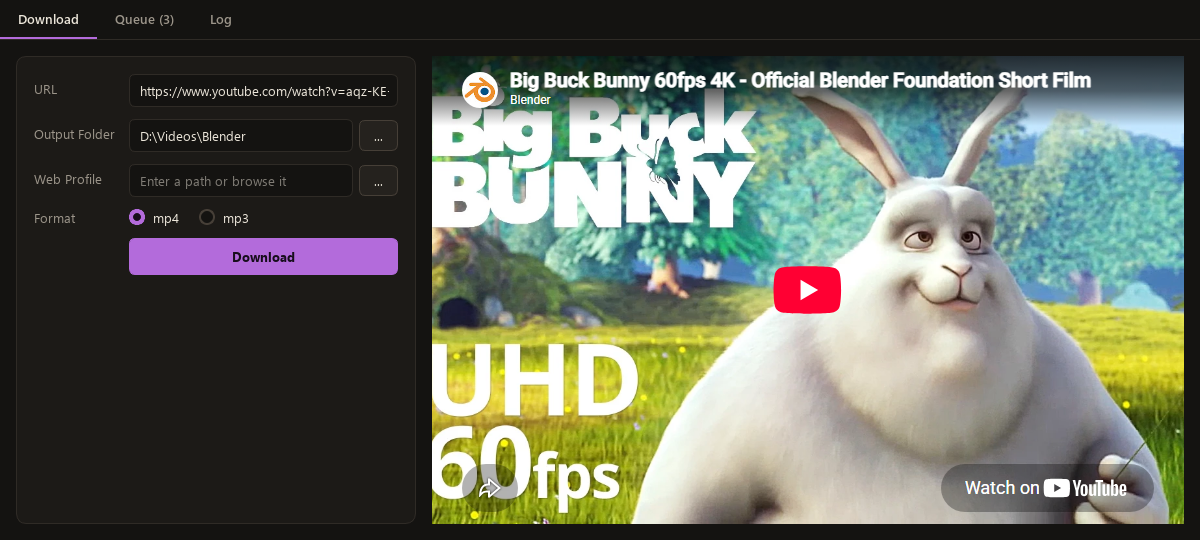 Download
Queue (3)
Log
URL
https://www.youtube.com/watch?v=aqz-KE-
Output Folder
D:\Videos\Blender
...
Web Profile
Enter a path or browse it
...
Format
mp4
mp3
Download
Big Buck Bunny 60fps 4K - Official Blender Foundation Short Film
Blender
Big Buck
BUNNY
UHD
60fps
Watch on YouTube